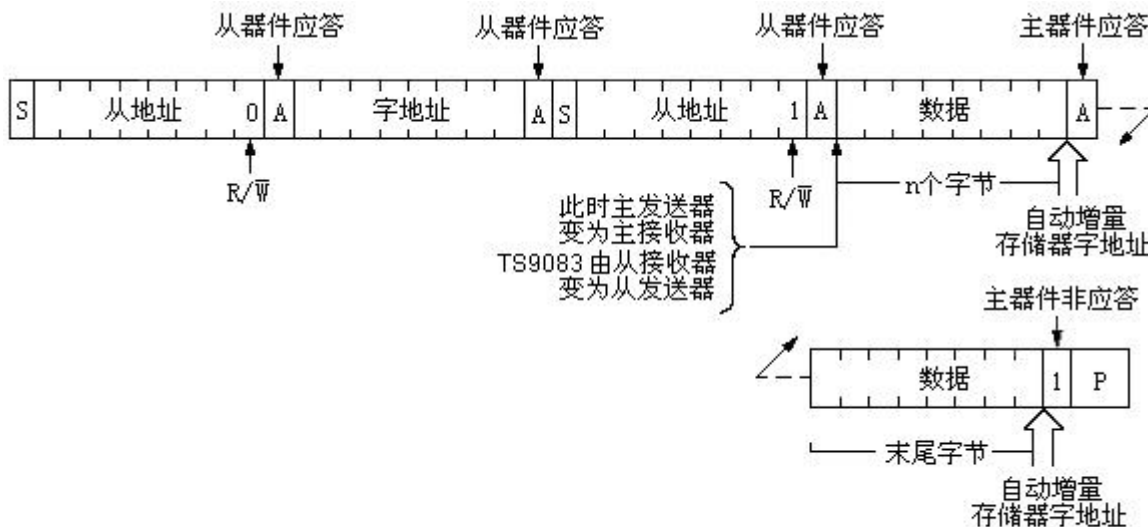 从器件应答 从器件应答 从器件应答 主器件应答
S 从地址 0 A 字地址 A S 从地址 1 A 数据 A
R/W̅ R/W̅ n个字节
此时主发送器
变为主接收器
TS9083由从接收器
变为从发送器
自动增量
存储器字地址
主器件非应答
数据 1 P
末尾字节
自动增量
存储器字地址